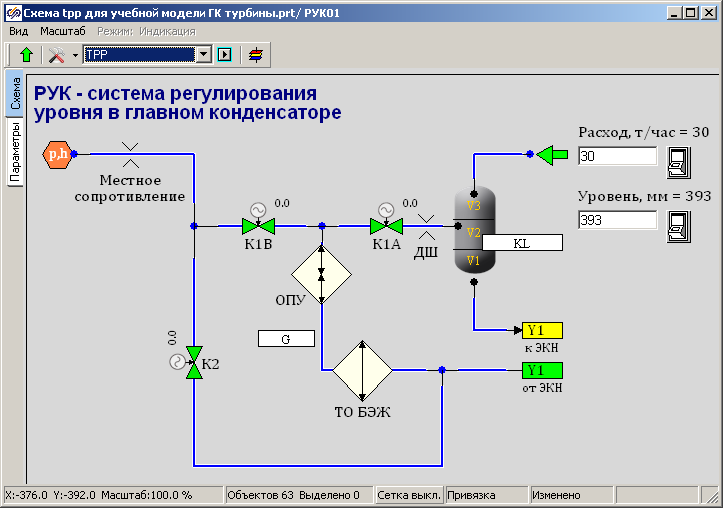 Схема tpp для учебной модели ГК турбины.prt/ РУК01
Вид Масштаб Режим: Индикация
TPP
Схема
Параметры
РУК - система регулирования
уровня в главном конденсаторе
p,h
Местное
сопротивление
Расход, т/час = 30
30
Уровень, мм = 393
393
0.0
0.0
V3
V2
V1
KL
К1В
К1А
ДШ
ОПУ
G
0.0
К2
Y1
к ЭКН
Y1
от ЭКН
ТО БЭЖ
X:-376.0 Y:-392.0 Масштаб:100.0 %
Объектов 63 Выделено 0
Сетка выкл.
Привязка
Изменено